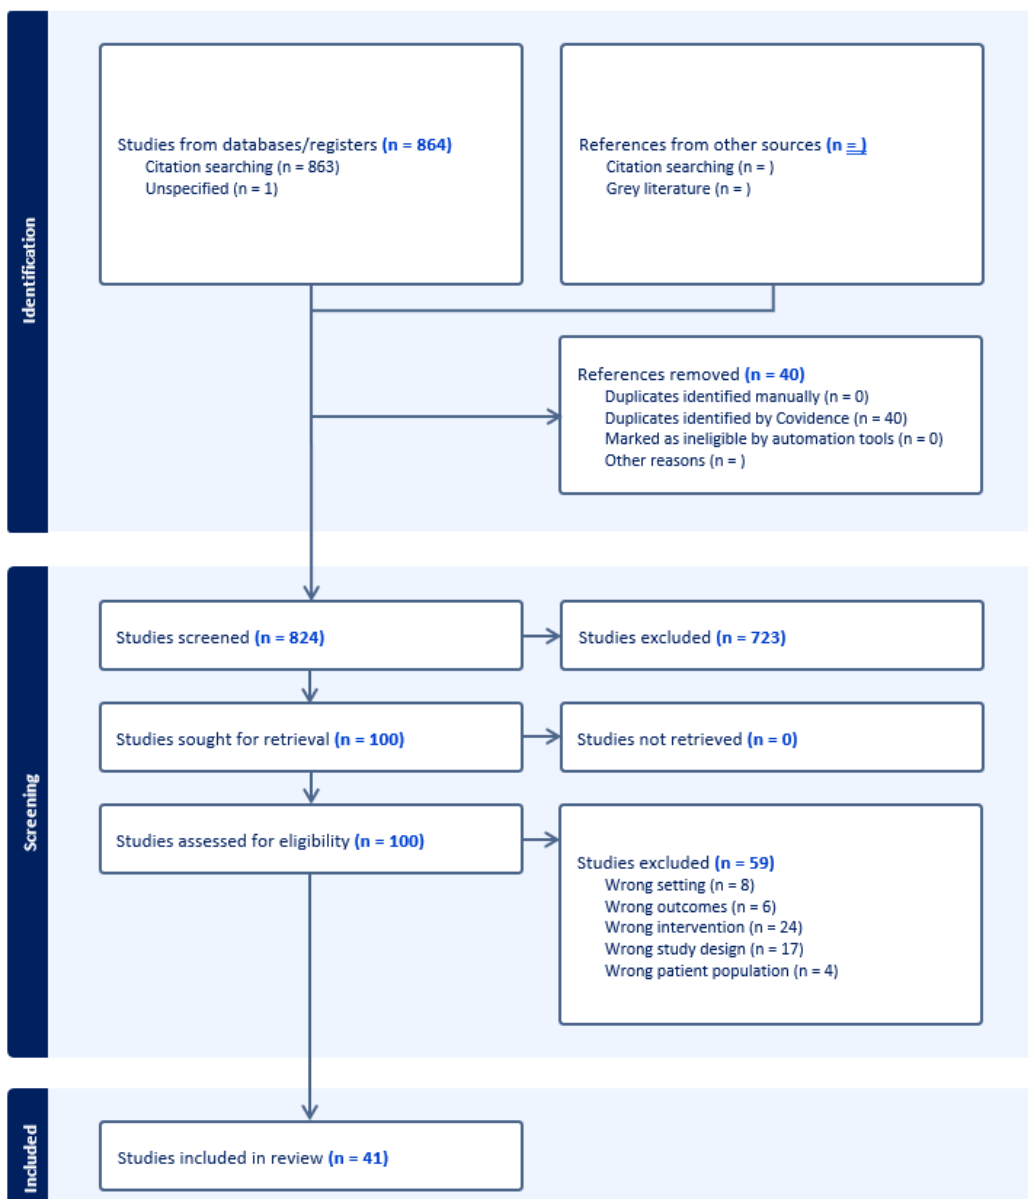 Identification
Studies from databases/registers (n = 864)
Citation searching (n = 863)
Unspecified (n = 1)
References from other sources (n = )
Citation searching (n = )
Grey literature (n = )
References removed (n = 40)
Duplicates identified manually (n = 0)
Duplicates identified by Covidence (n = 40)
Marked as ineligible by automation tools (n = 0)
Other reasons (n = )
Screening
Studies screened (n = 824)
Studies excluded (n = 723)
Studies sought for retrieval (n = 100)
Studies not retrieved (n = 0)
Studies assessed for eligibility (n = 100)
Studies excluded (n = 59)
Wrong setting (n = 8)
Wrong outcomes (n = 6)
Wrong intervention (n = 24)
Wrong study design (n = 17)
Wrong patient population (n = 4)
Included
Studies included in review (n = 41)